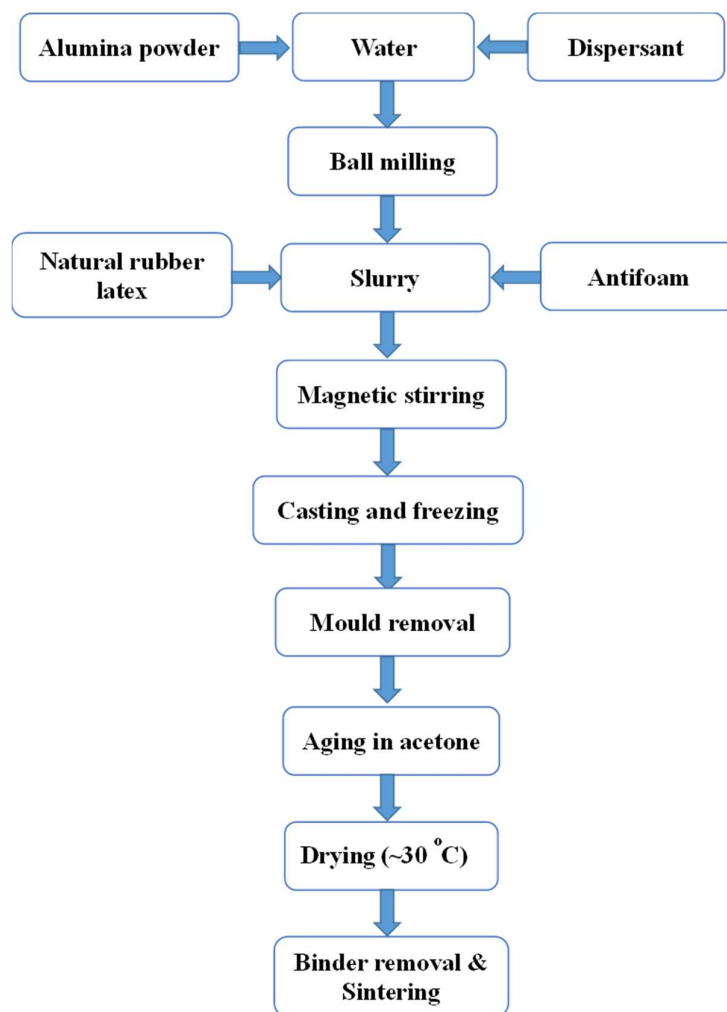 Alumina powder
Water
Dispersant
Ball milling
Natural rubber
latex
Slurry
Antifoam
Magnetic stirring
Casting and freezing
Mould removal
Aging in acetone
Drying (~30 °C)
Binder removal &
Sintering